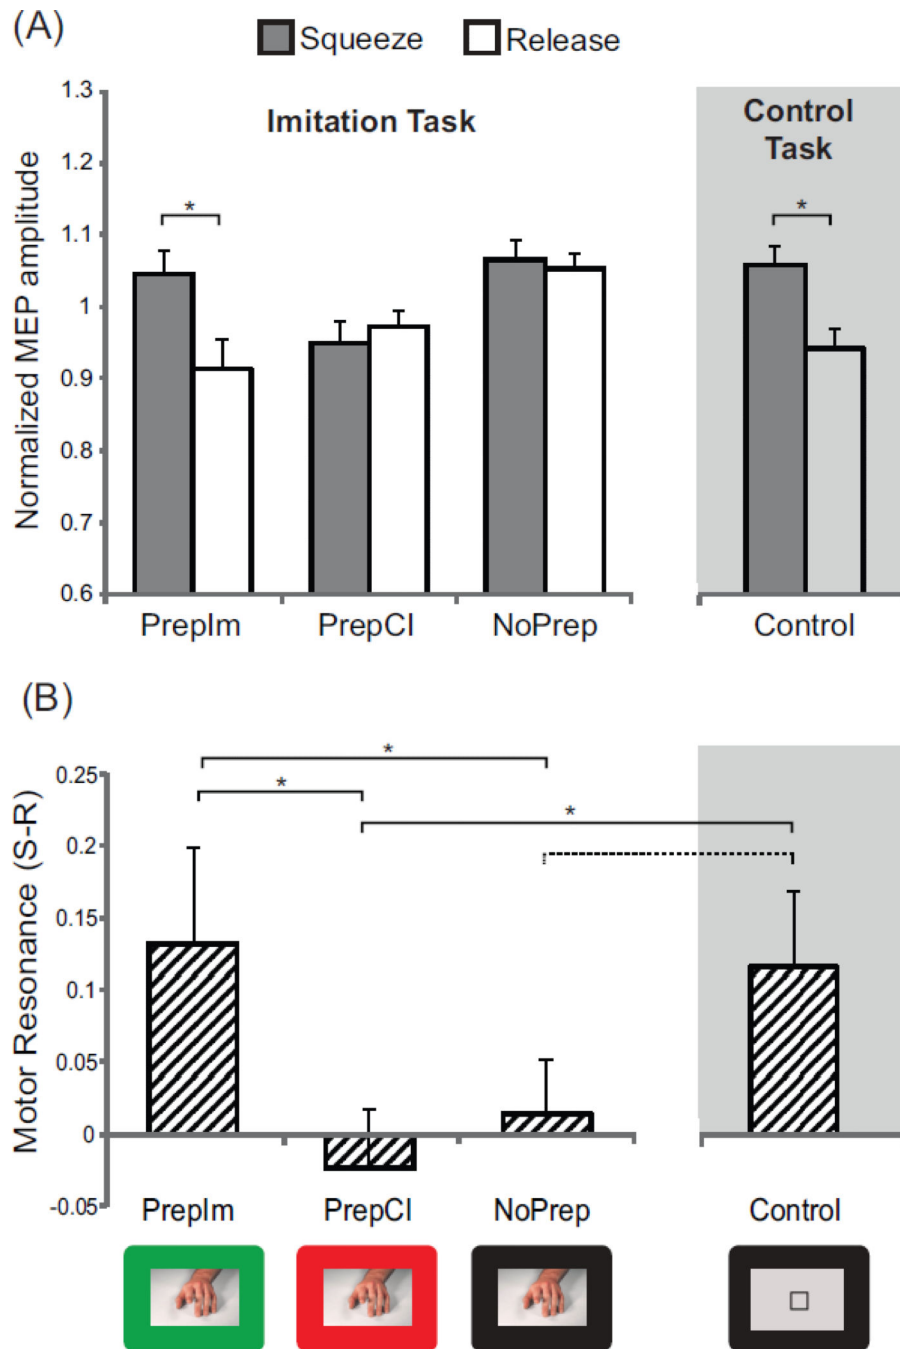 (A)
Squeeze Release
Normalized MEP amplitude
1.3
1.2
1.1
1
0.9
0.8
0.7
0.6
Imitation Task
Control
Task
*
*
PrepIm PrepCI NoPrep Control
(B)
Motor Resonance (S-R)
0.25
0.2
0.15
0.1
0.05
0
-0.05
*
*
*
PrepIm PrepCI NoPrep Control